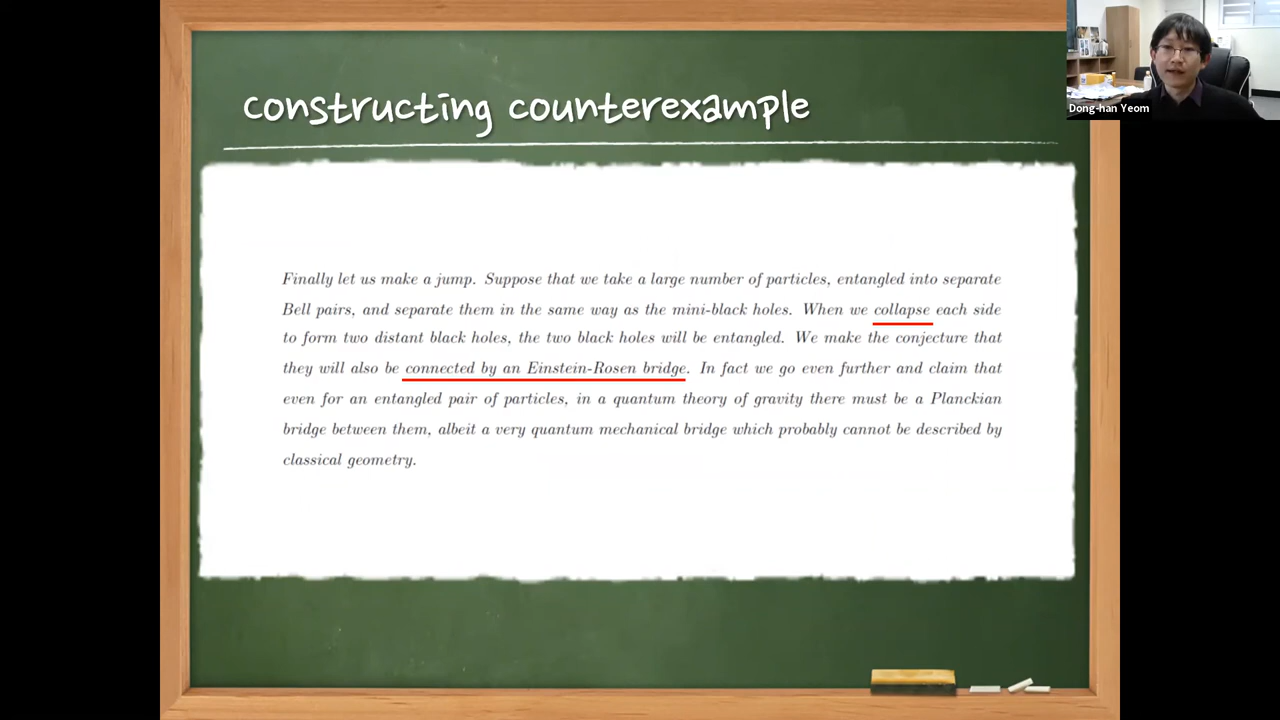 constructing counterexample
Dong-han Yeom
Finally let us make a jump. Suppose that we take a large number of particles, entangled into separate
Bell pairs, and separate them in the same way as the mini-black holes. When we collapse each side
to form two distant black holes, the two black holes will be entangled. We make the conjecture that
they will also be connected by an Einstein-Rosen bridge. In fact we go even further and claim that
even for an entangled pair of particles, in a quantum theory of gravity there must be a Planckian
bridge between them, albeit a very quantum mechanical bridge which probably cannot be described by
classical geometry.